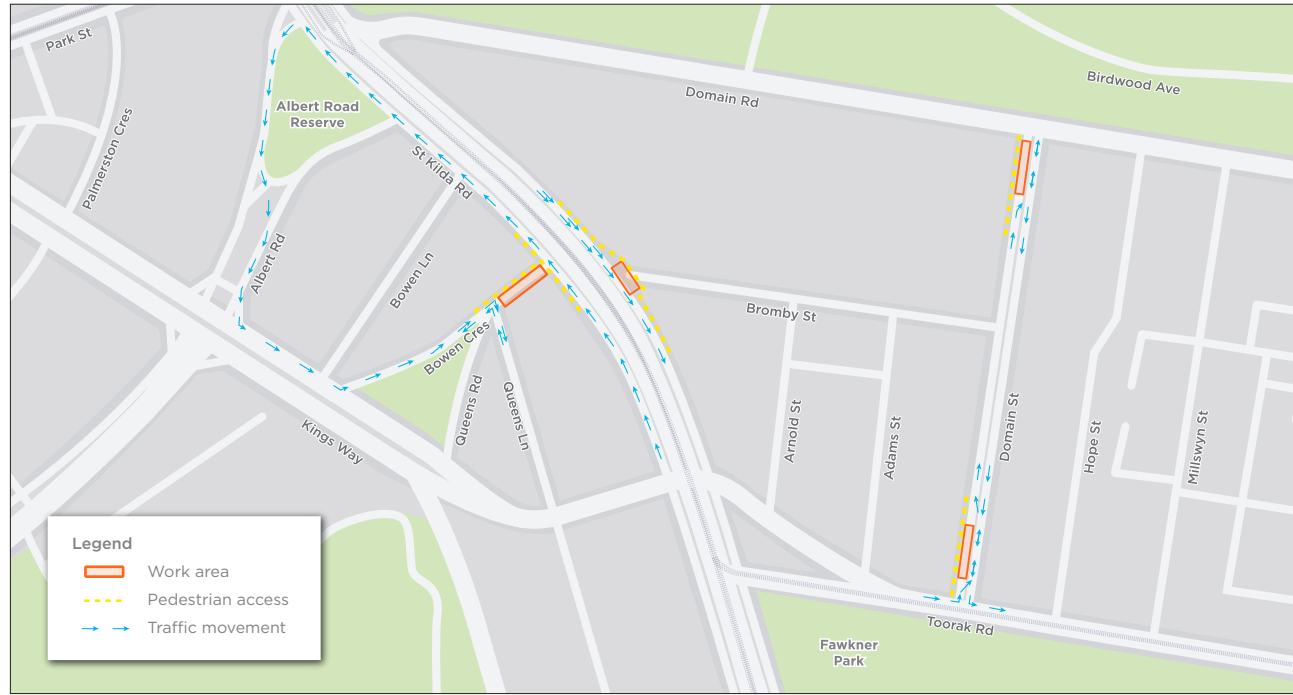 Park St
Birdwood Ave
Domain Rd
Albert Road
Reserve
Palmerston Cres
St Kilda Rd
Albert Rd
Bowen Ln
Bromby St
Bowen Cres
Queens Rd
Queens Ln
Kings Way
Arnold St
Adams St
Domain St
Hope St
Millswyn St
Toorak Rd
Fawkner
Park
Legend
Work area
Pedestrian access
Traffic movement